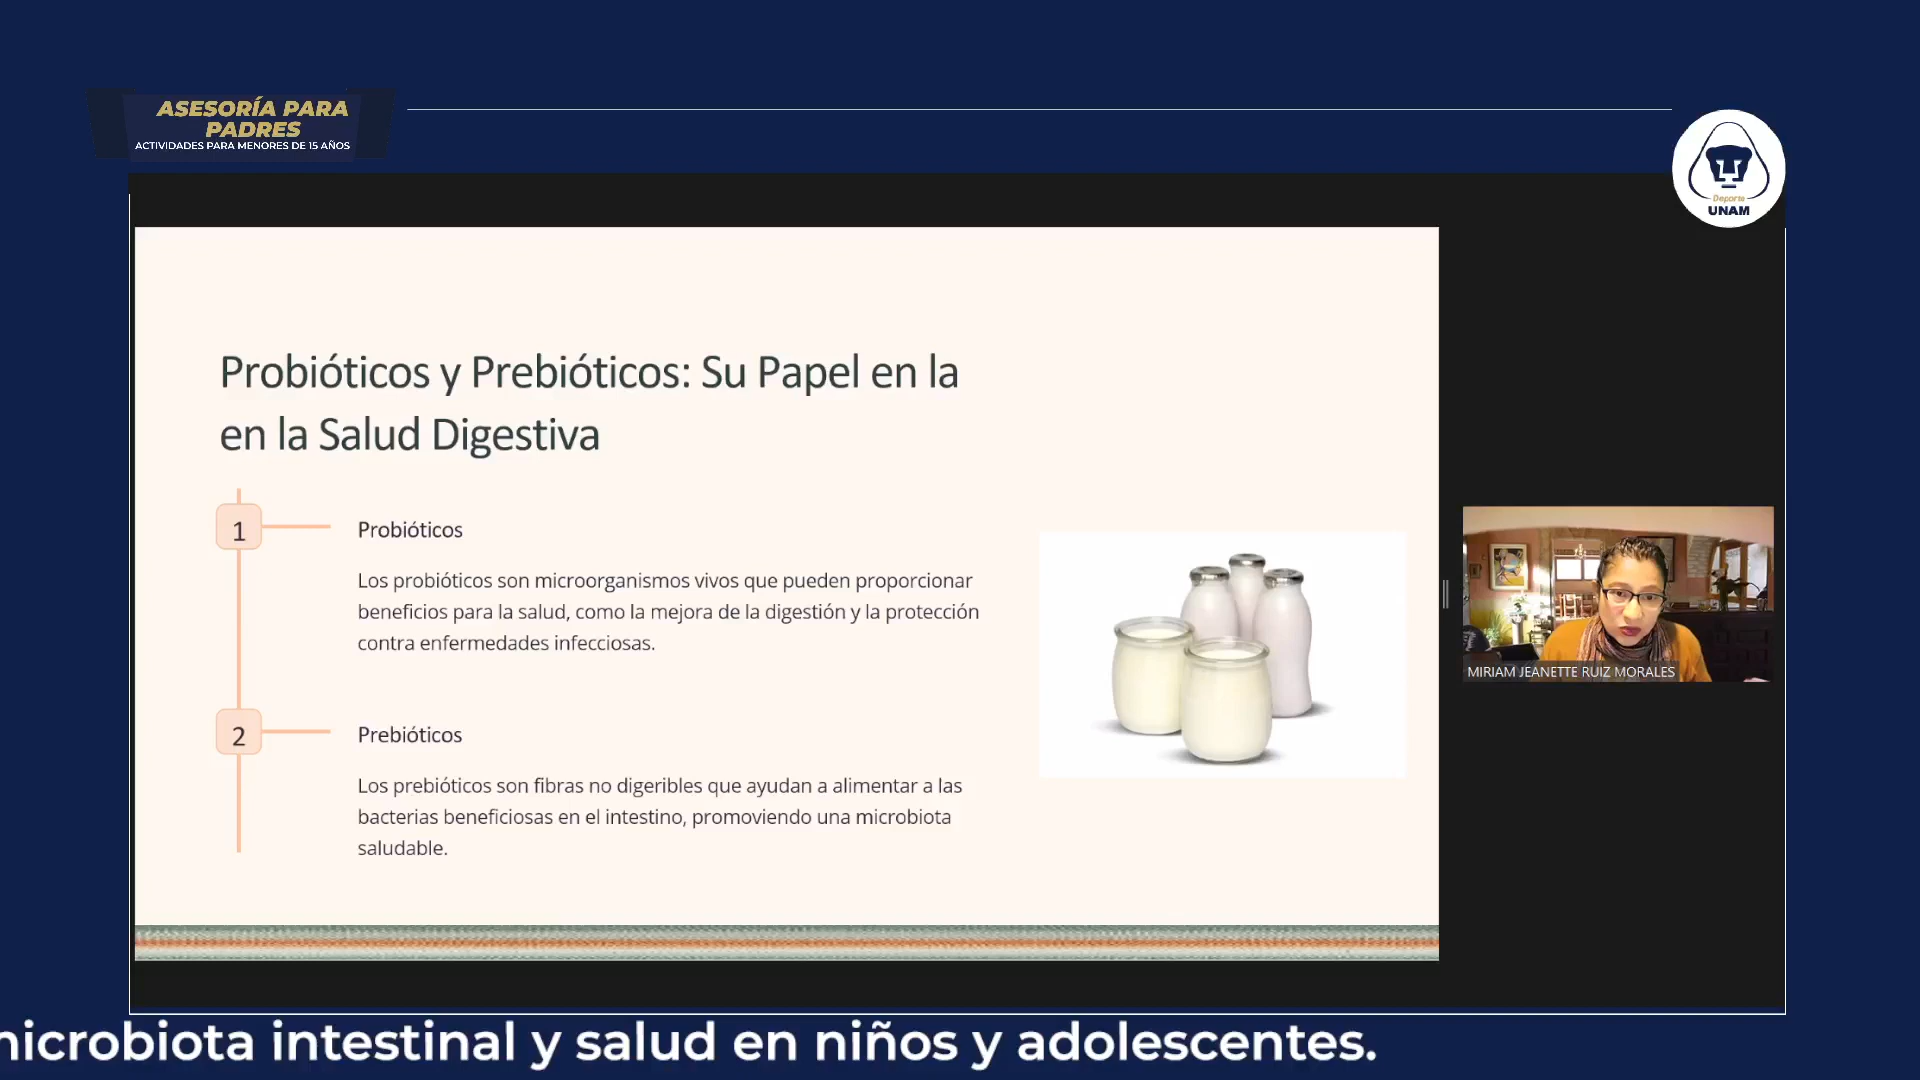 ASESORÍA PARA
PADRES
ACTIVIDADES PARA MENORES DE 15 AÑOS
Deporte
UNAM
Probióticos y Prebióticos: Su Papel en la
en la Salud Digestiva
1
Probióticos
Los probióticos son microorganismos vivos que pueden proporcionar
beneficios para la salud, como la mejora de la digestión y la protección
contra enfermedades infecciosas.
2
Prebióticos
Los prebióticos son fibras no digeribles que ayudan a alimentar a las
bacterias beneficiosas en el intestino, promoviendo una microbiota
saludable.
MIRIAM JEANETTE RUIZ MORALES
intestinal y salud en niños y adolescentes.